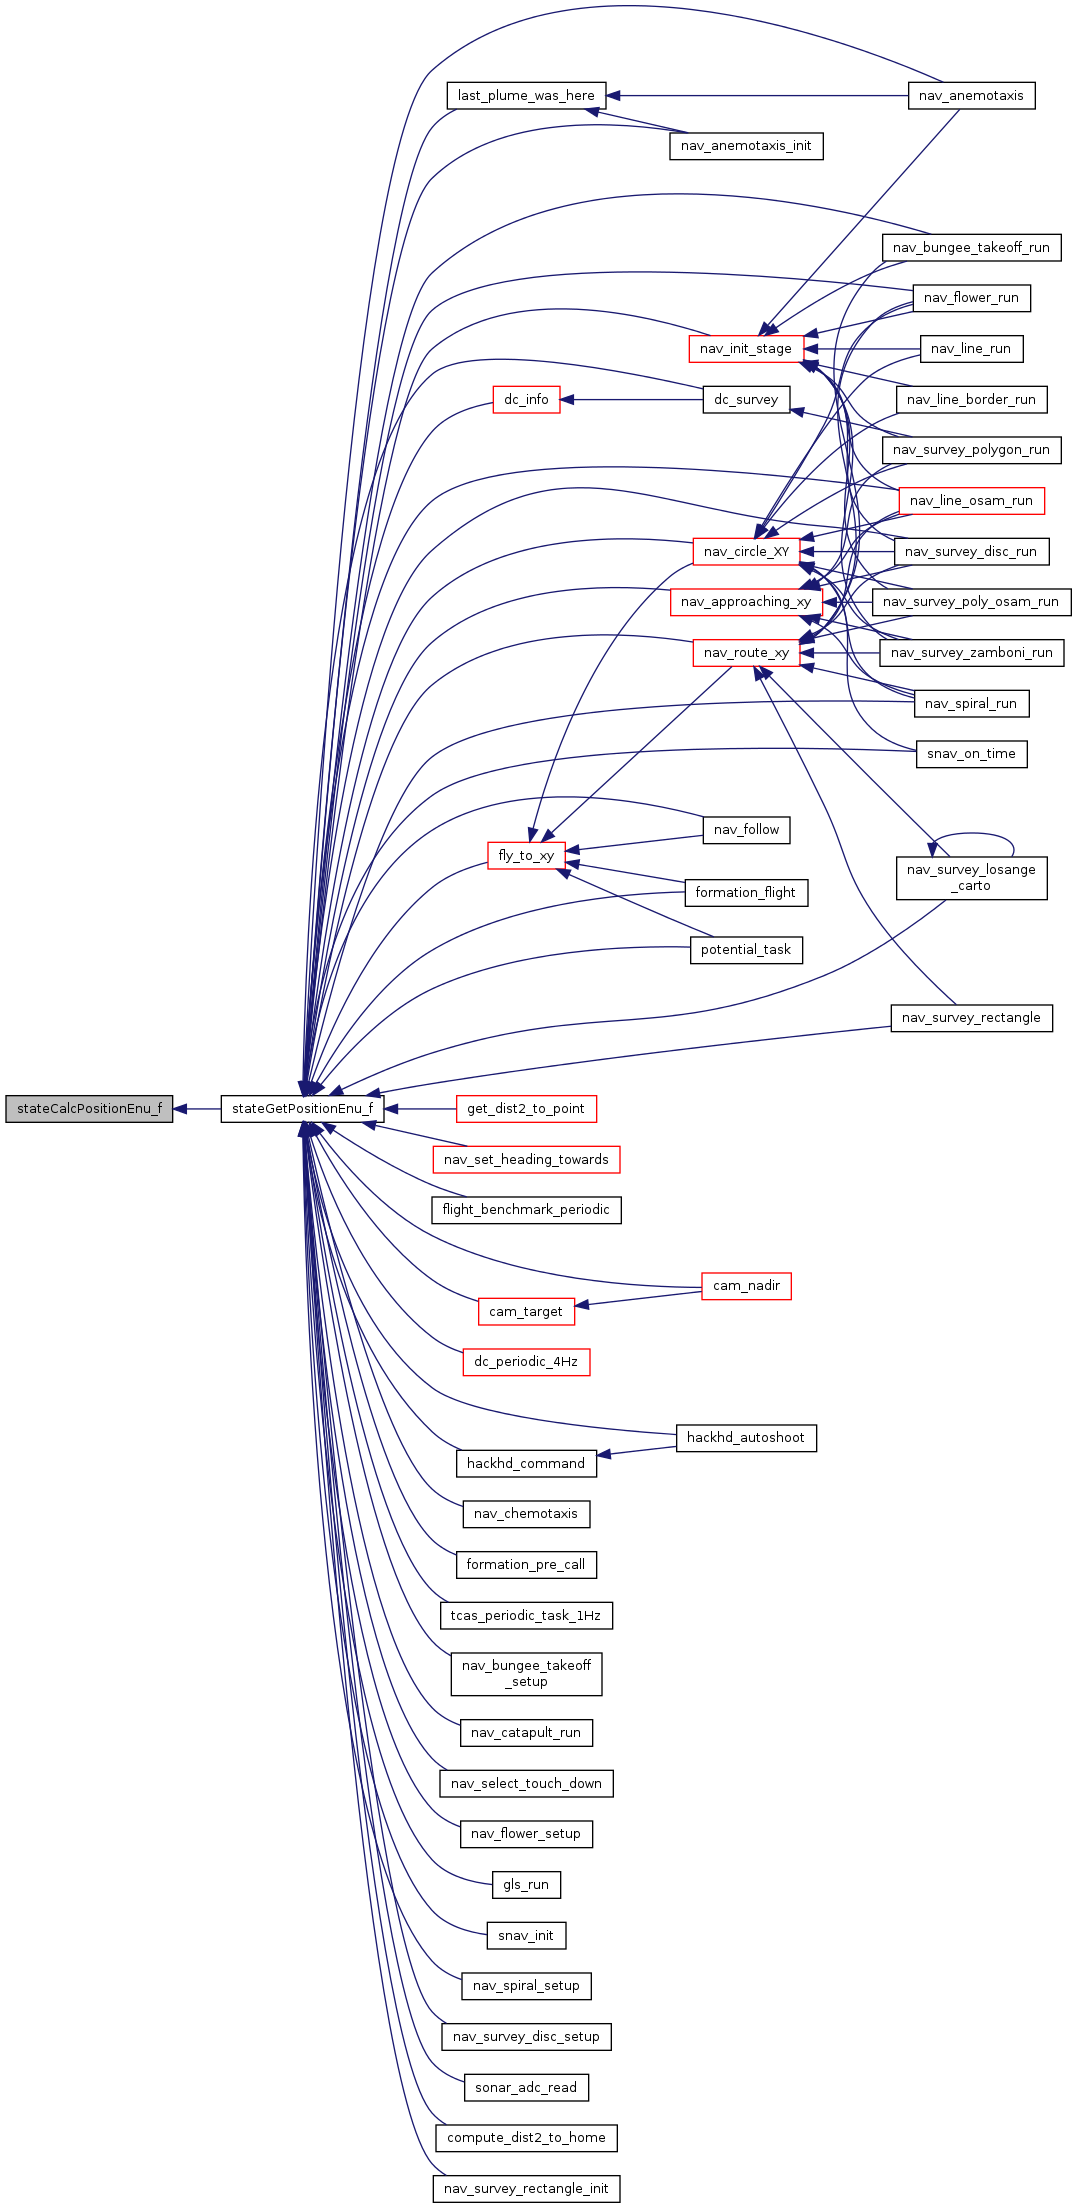 last_plume_was_here
nav_anemotaxis
nav_anemotaxis_init
nav_bungee_takeoff_run
nav_flower_run
nav_init_stage
nav_line_run
dc_info
dc_survey
nav_line_border_run
nav_survey_polygon_run
nav_line_osam_run
nav_circle_XY
nav_survey_disc_run
nav_approaching_xy
nav_survey_poly_osam_run
nav_route_xy
nav_survey_zamboni_run
nav_spiral_run
snav_on_time
nav_follow
fly_to_xy
nav_survey_losange
_carto
formation_flight
potential_task
nav_survey_rectangle
stateCalcPositionEnu_f
stateGetPositionEnu_f
get_dist2_to_point
nav_set_heading_towards
flight_benchmark_periodic
cam_nadir
cam_target
dc_periodic_4Hz
hackhd_autoshoot
hackhd_command
nav_chemotaxis
formation_pre_call
tcas_periodic_task_1Hz
nav_bungee_takeoff
_setup
nav_catapult_run
nav_select_touch_down
nav_flower_setup
gls_run
snav_init
nav_spiral_setup
nav_survey_disc_setup
sonar_adc_read
compute_dist2_to_home
nav_survey_rectangle_init